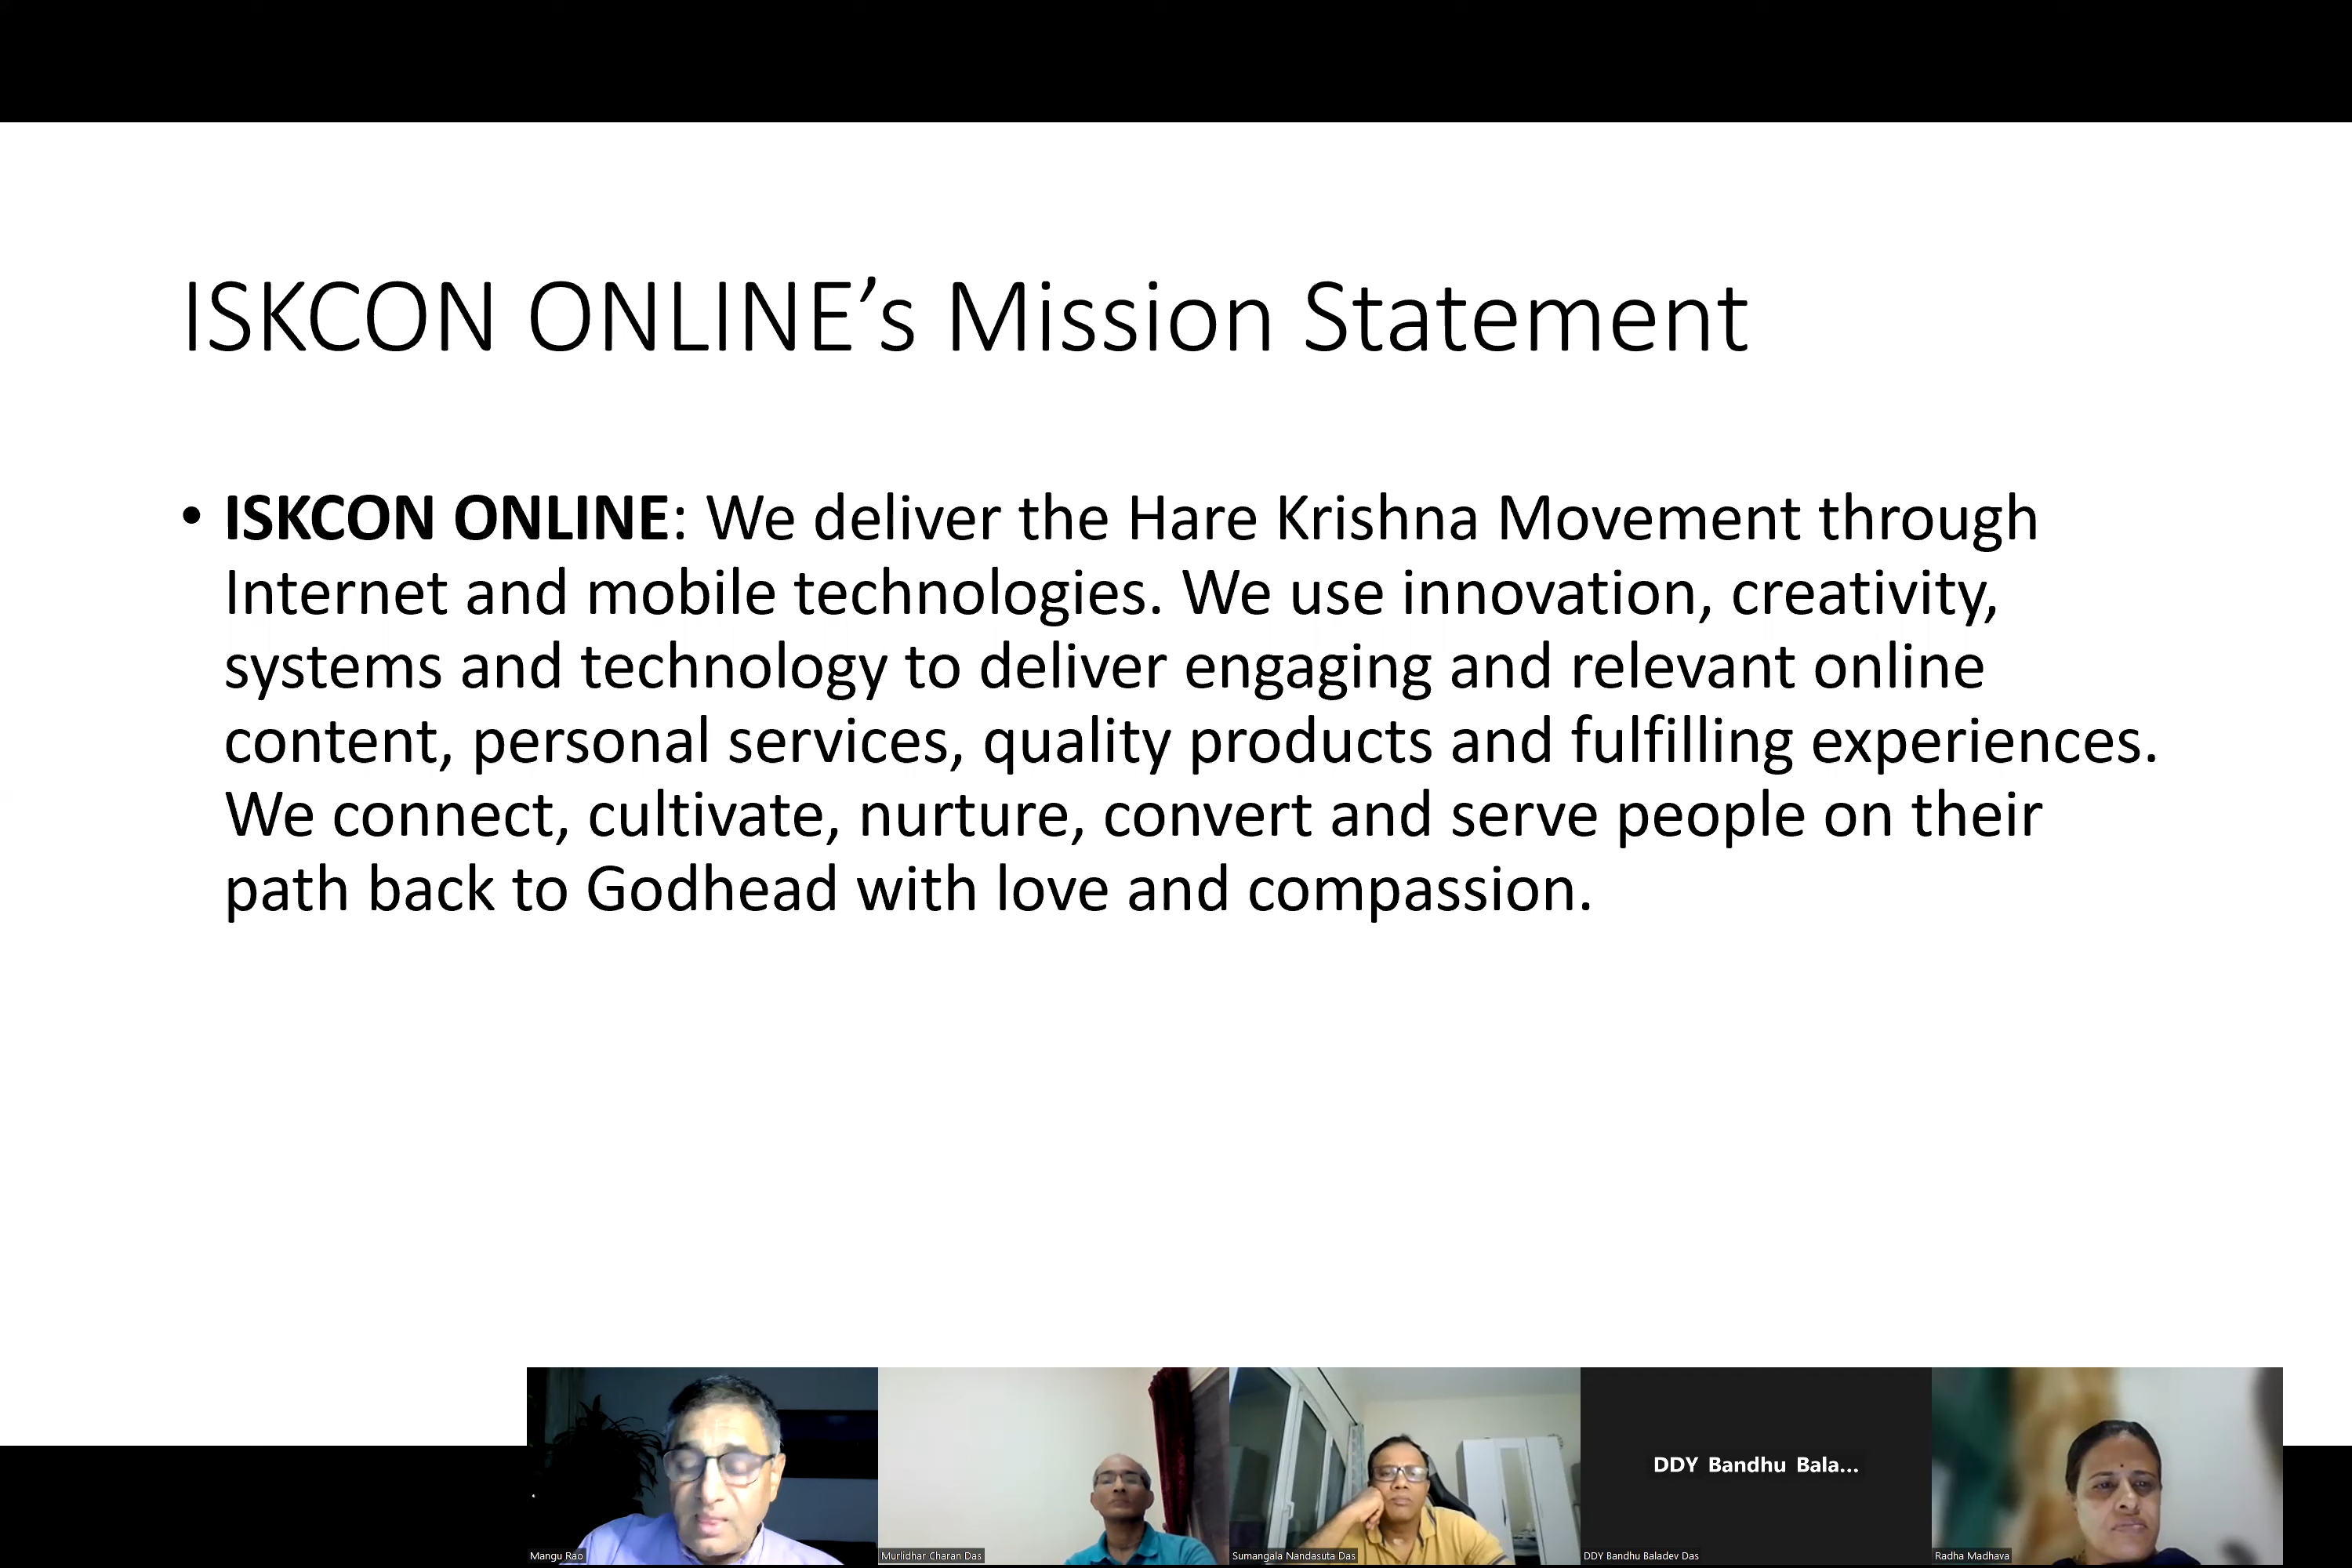 ISKCON ONLINE’s Mission Statement
• ISKCON ONLINE: We deliver the Hare Krishna Movement through
Internet and mobile technologies. We use innovation, creativity,
systems and technology to deliver engaging and relevant online
content, personal services, quality products and fulfilling experiences.
We connect, cultivate, nurture, convert and serve people on their
path back to Godhead with love and compassion.
DDY Bandhu Bala...
Mangu Rao
Murlidhar Charan Das
Sumangala Nandasuta Das
DDY Bandhu Baladev Das
Radha Madhava